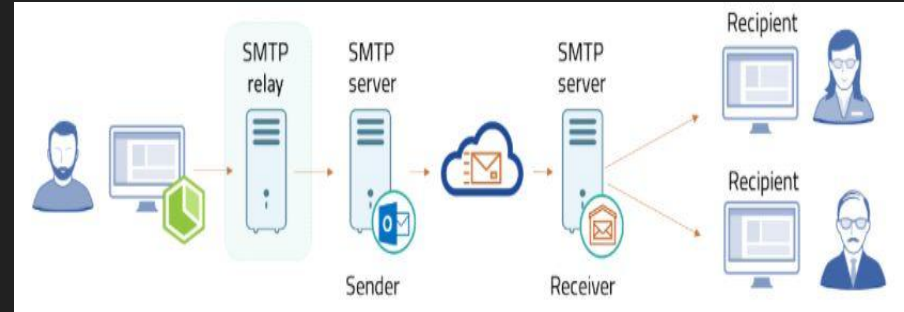 SMTP
relay
SMTP
server
Sender
SMTP
server
Receiver
Recipient
Recipient